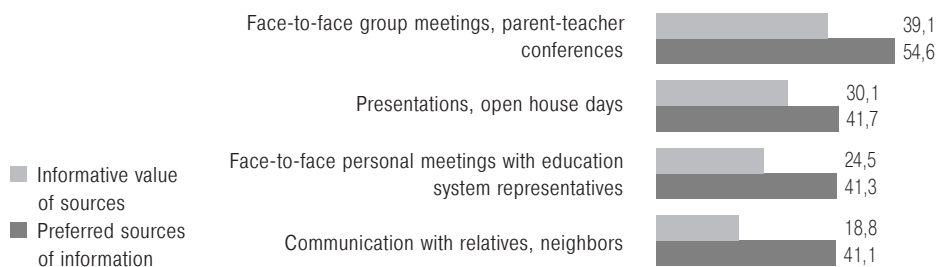 Face-to-face group meetings, parent-teacher
conferences
39,1
54,6
Presentations, open house days
30,1
41,7
Face-to-face personal meetings with education
system representatives
24,5
41,3
Communication with relatives, neighbors
18,8
41,1
Informative value
of sources
Preferred sources
of information